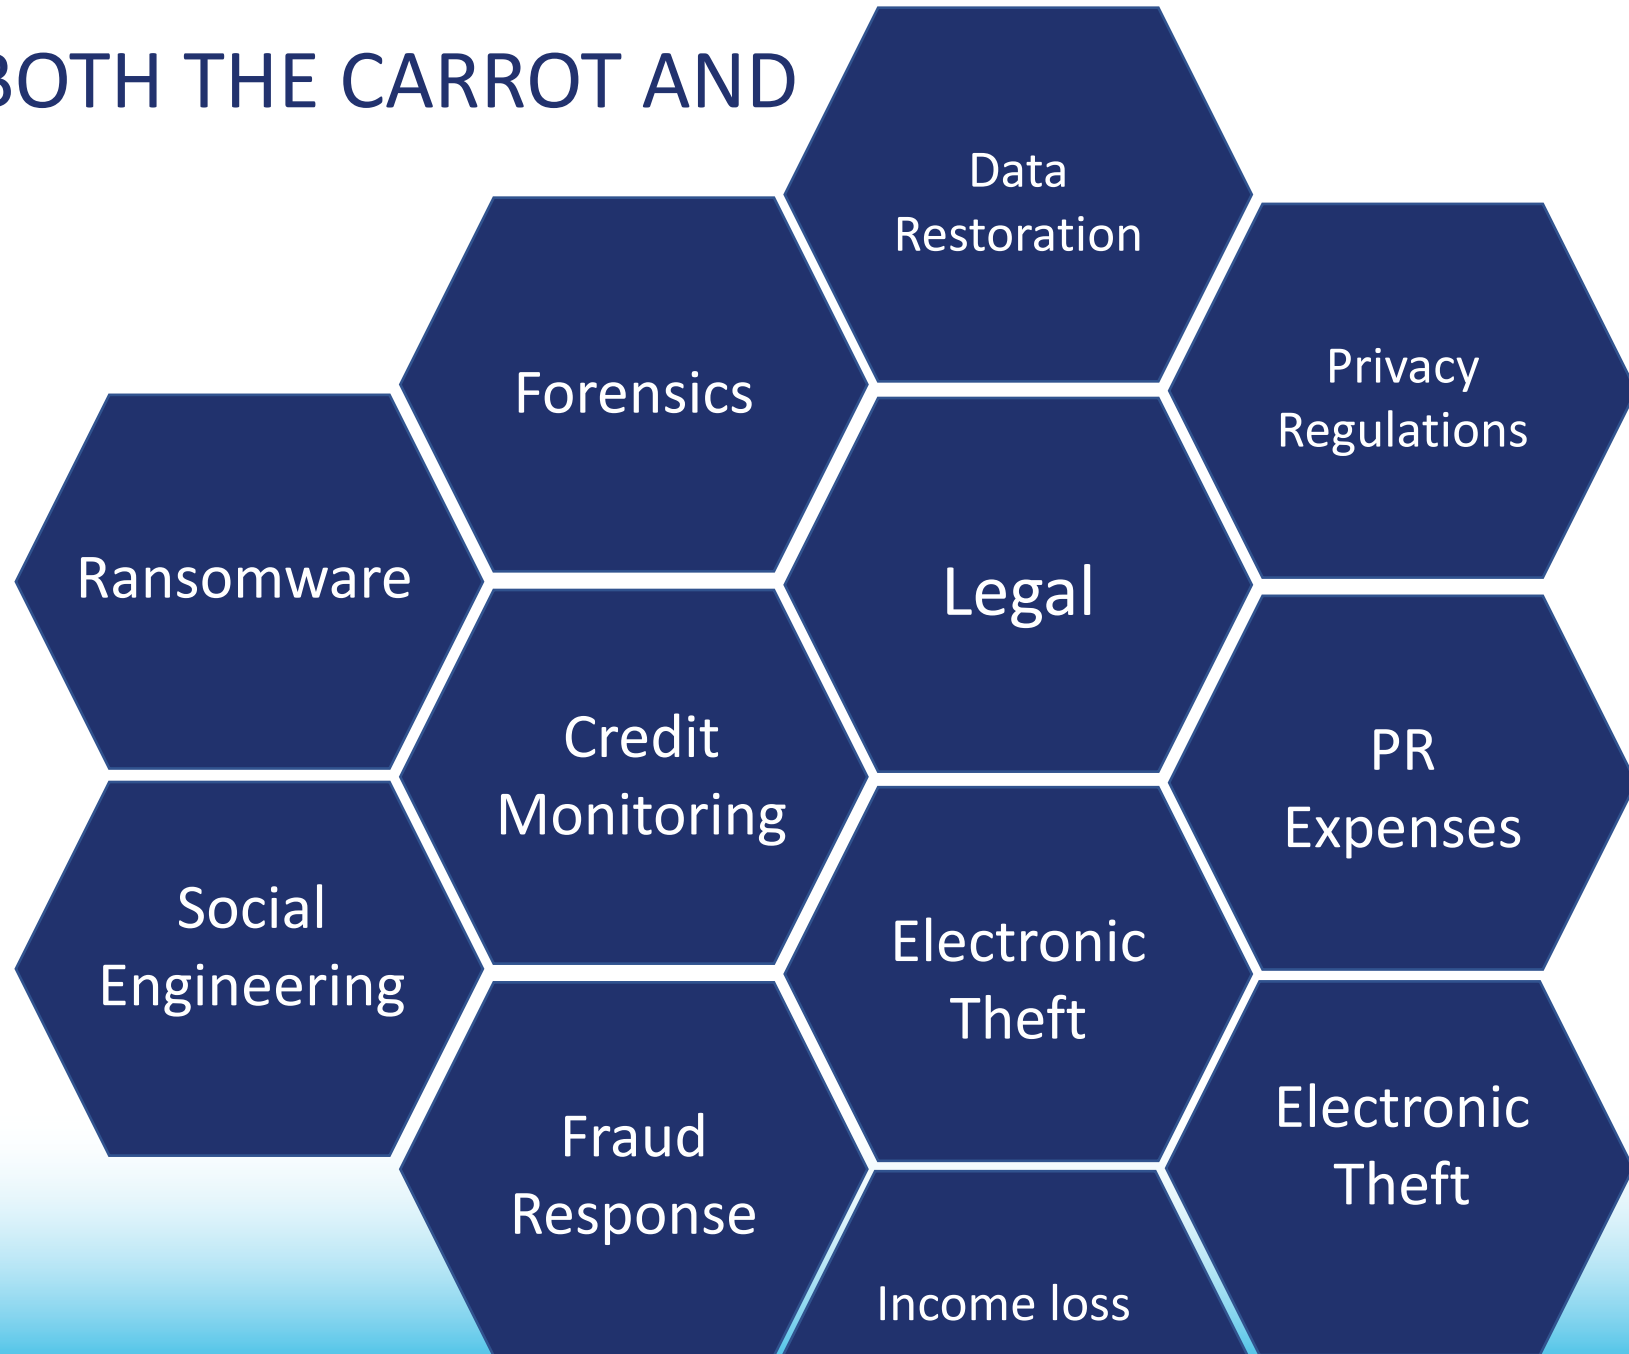 BOTH THE CARROT AND
Data
Restoration
Forensics
Privacy
Regulations
Ransomware
Legal
Credit
Monitoring
PR
Expenses
Social
Engineering
Electronic
Theft
Fraud
Response
Electronic
Theft
Income loss